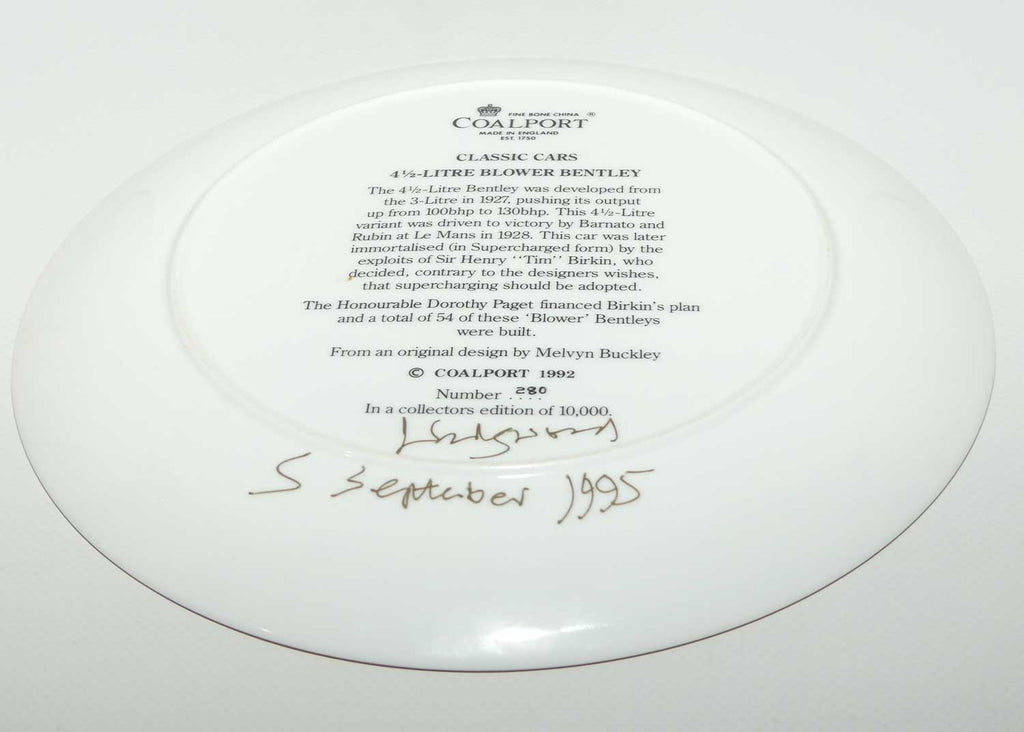 FINE BONE CHINA ®
COALPORT
MADE IN ENGLAND
EST. 1750
CLASSIC CARS
4½-LITRE BLOWER BENTLEY
The 4½-Litre Bentley was developed from
the 3-Litre in 1927, pushing its output
up from 100bhp to 130bhp. This 4½-Litre
variant was driven to victory by Barnato and
Rubin at Le Mans in 1928. This car was later
immortalised (in Supercharged form) by the
exploits of Sir Henry "Tim" Birkin, who
decided, contrary to the designers wishes,
that supercharging should be adopted.
The Honourable Dorothy Paget financed Birkin's plan
and a total of 54 of these 'Blower' Bentleys
were built.
From an original design by Melvyn Buckley
© COALPORT 1992
Number 280
In a collectors edition of 10,000.
5 September 1995